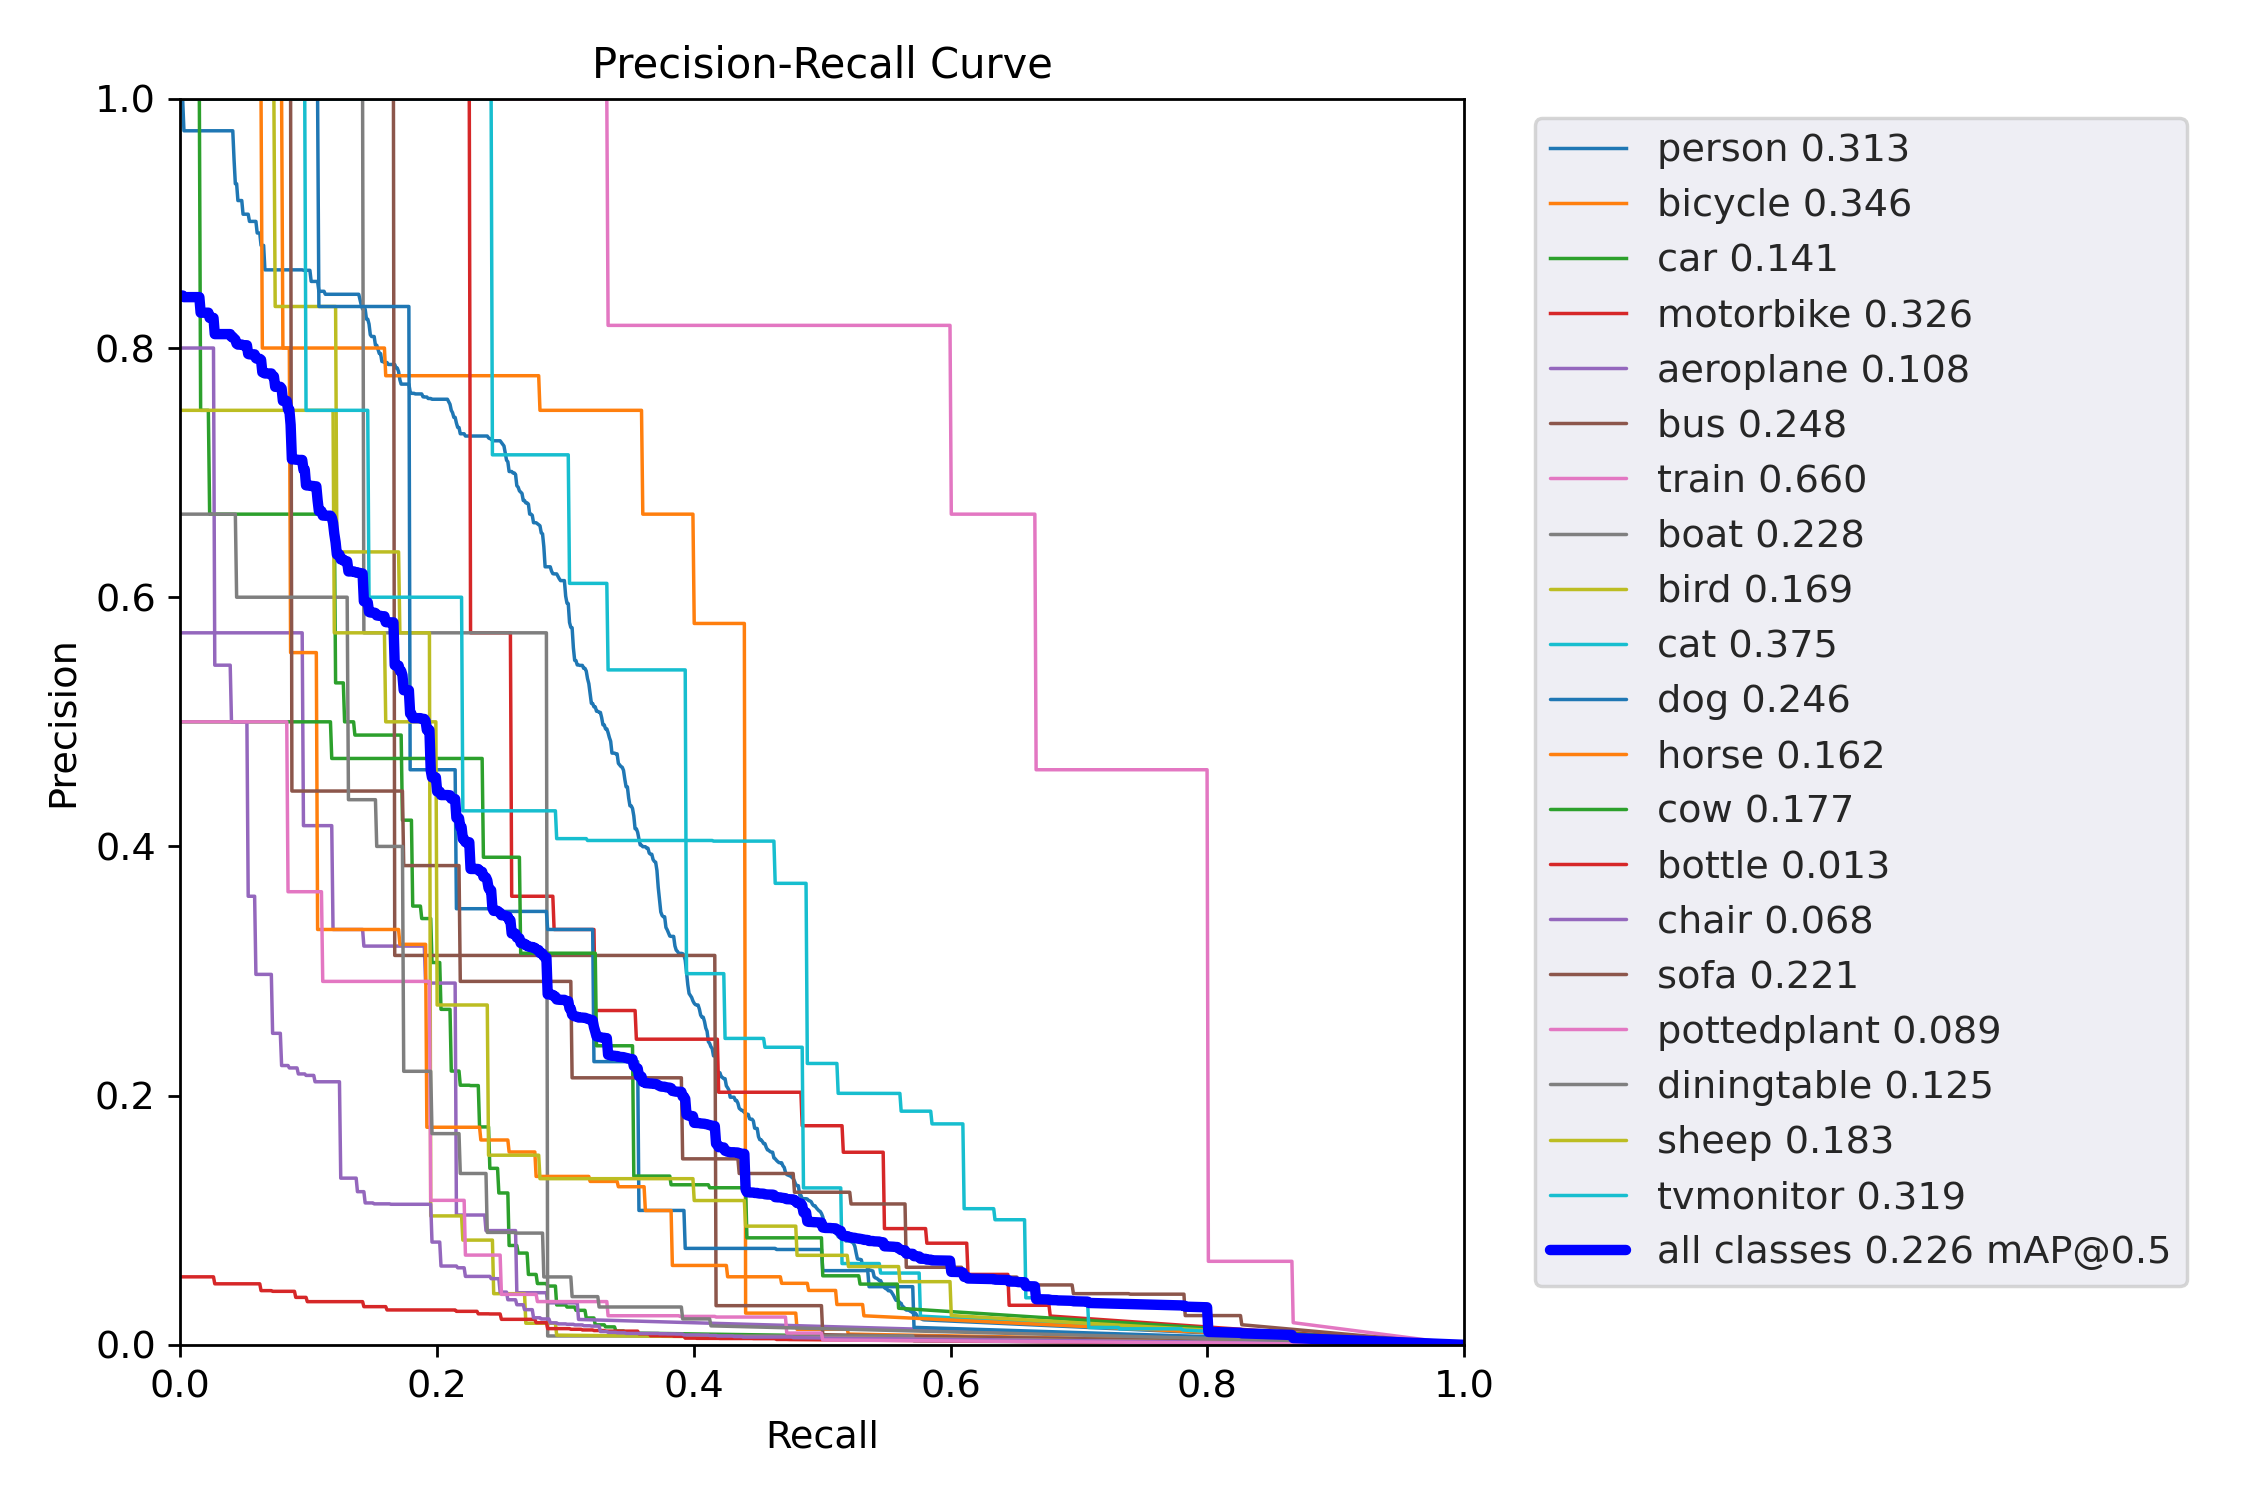 Precision-Recall Curve
1.0
0.8
0.6
0.4
0.2
0.0
Precision
0.0 0.2 0.4 0.6 0.8 1.0
Recall
person 0.313
bicycle 0.346
car 0.141
motorbike 0.326
aeroplane 0.108
bus 0.248
train 0.660
boat 0.228
bird 0.169
cat 0.375
dog 0.246
horse 0.162
cow 0.177
bottle 0.013
chair 0.068
sofa 0.221
pottedplant 0.089
diningtable 0.125
sheep 0.183
tvmonitor 0.319
all classes 0.226 mAP@0.5